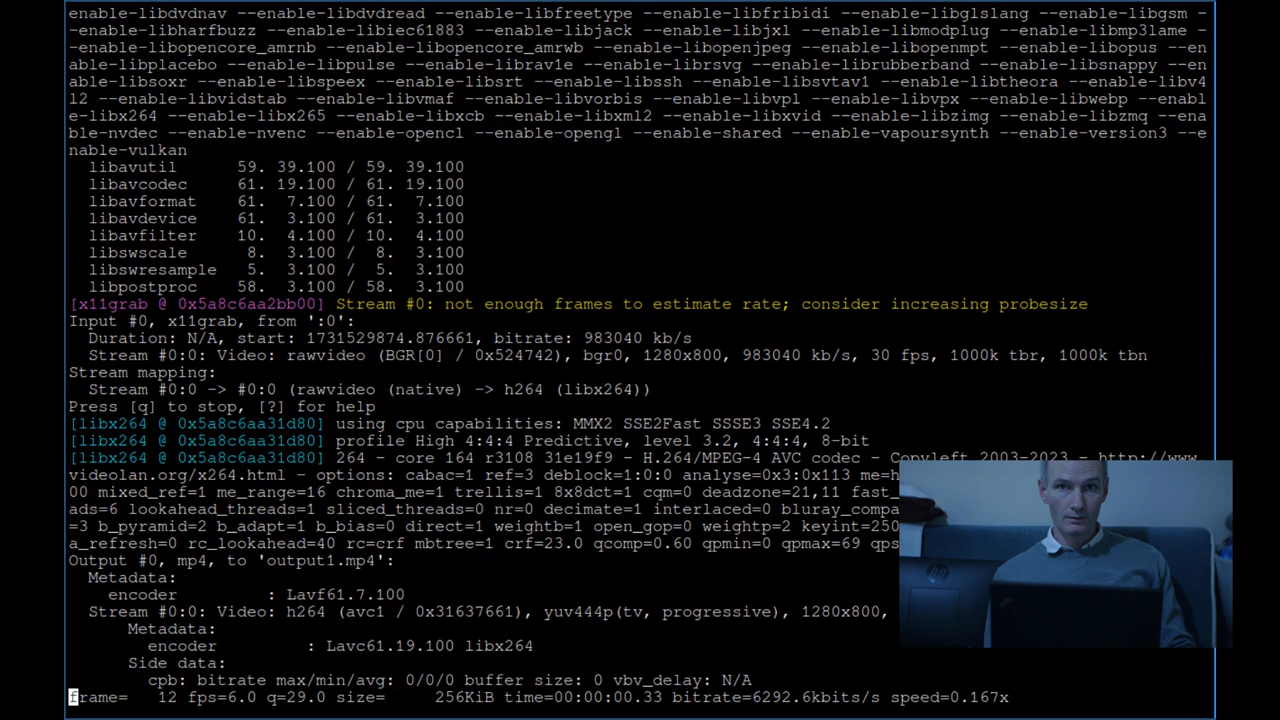 enable-libdvdnav --enable-libdvdread --enable-libfreetype --enable-libfribidi --enable-libglslang --enable-libgsm -
-enable-libharfbuzz --enable-libiec61883 --enable-libjack --enable-libjxl --enable-libmodplug --enable-libmp3lame -
-enable-libopencore_amrnb --enable-libopencore_amrwb --enable-libopenjpeg --enable-libopenmpt --enable-libopus --en
able-libplacebo --enable-libpulse --enable-librav1e --enable-librsvg --enable-librubberband --enable-libsnappy --en
able-libsoxr --enable-libspeex --enable-libsrt --enable-libssh --enable-libsvtav1 --enable-libtheora --enable-libv4
l2 --enable-libvidstab --enable-libvmaf --enable-libvorbis --enable-libvpl --enable-libvpx --enable-libwebp --enabl
e-libx264 --enable-libx265 --enable-libxcb --enable-libxml2 --enable-libxvid --enable-libzimg --enable-libzmq --ena
ble-nvdec --enable-nvenc --enable-opencl --enable-opengl --enable-shared --enable-vapoursynth --enable-version3 --e
nable-vulkan
libavutil 59. 39.100 / 59. 39.100
libavcodec 61. 19.100 / 61. 19.100
libavformat 61. 7.100 / 61. 7.100
libavdevice 61. 3.100 / 61. 3.100
libavfilter 10. 4.100 / 10. 4.100
libswscale 8. 3.100 / 8. 3.100
libswresample 5. 3.100 / 5. 3.100
libpostproc 58. 3.100 / 58. 3.100
[x11grab @ 0x5a8c6aa2bb00] Stream #0: not enough frames to estimate rate; consider increasing probesize
Input #0, x11grab, from ':0':
Duration: N/A, start: 1731529874.876661, bitrate: 983040 kb/s
Stream #0:0: Video: rawvideo (BGR[0] / 0x524742), bgr0, 1280x800, 983040 kb/s, 30 fps, 1000k tbr, 1000k tbn
Stream mapping:
Stream #0:0 -> #0:0 (rawvideo (native) -> h264 (libx264))
Press [q] to stop, [?] for help
[libx264 @ 0x5a8c6aa31d80] using cpu capabilities: MMX2 SSE2Fast SSSE3 SSE4.2
[libx264 @ 0x5a8c6aa31d80] profile High 4:4:4 Predictive, level 3.2, 4:4:4, 8-bit
[libx264 @ 0x5a8c6aa31d80] 264 - core 164 r3108 31e19f9 - H.264/MPEG-4 AVC codec - Copyleft 2003-2023 - http://www.
videolan.org/x264.html - options: cabac=1 ref=3 deblock=1:0:0 analyse=0x3:0x113 me=h
00 mixed_ref=1 me_range=16 chroma_me=1 trellis=1 8x8dct=1 cqm=0 deadzone=21,11 fast_
ads=6 lookahead_threads=1 sliced_threads=0 nr=0 decimate=1 interlaced=0 bluray_compa
=3 b_pyramid=2 b_adapt=1 b_bias=0 direct=1 weightb=1 open_gop=0 weightp=2 keyint=250
a_refresh=0 rc_lookahead=40 rc=crf mbtree=1 crf=23.0 qcomp=0.60 qpmin=0 qpmax=69 qps
Output #0, mp4, to 'output1.mp4':
Metadata:
encoder : Lavf61.7.100
Stream #0:0: Video: h264 (avc1 / 0x31637661), yuv444p(tv, progressive), 1280x800,
Metadata:
encoder : Lavc61.19.100 libx264
Side data:
cpb: bitrate max/min/avg: 0/0/0 buffer size: 0 vbv_delay: N/A
frame= 12 fps=6.0 q=29.0 size= 256KiB time=00:00:00.33 bitrate=6292.6kbits/s speed=0.167x
hp